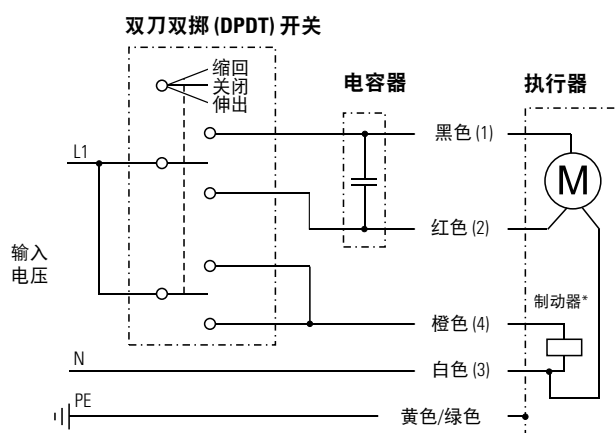 双刀双掷 (DPDT) 开关
缩回
关闭
伸出
电容器
执行器
黑色 (1)
L1
M
红色 (2)
输入
电压
制动器*
橙色 (4)
N
白色 (3)
PE
黄色/绿色